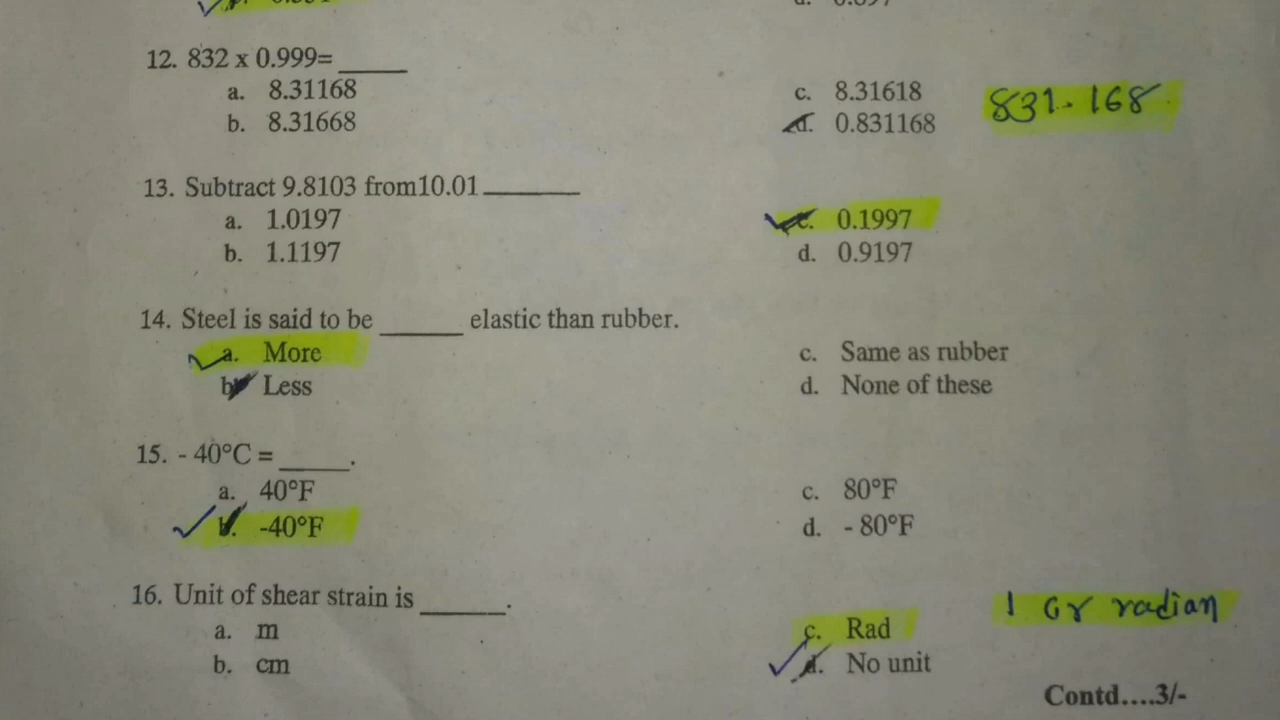 12. 832 x 0.999= _____
a. 8.31168
b. 8.31668
c. 8.31618
d. 0.831168
831.168
13. Subtract 9.8103 from10.01_______
a. 1.0197
b. 1.1197
c. 0.1997
d. 0.9197
14. Steel is said to be ______ elastic than rubber.
a. More
b. Less
c. Same as rubber
d. None of these
15. - 40°C = _____.
a. 40°F
b. -40°F
c. 80°F
d. - 80°F
16. Unit of shear strain is ______.
a. m
b. cm
c. Rad
d. No unit
1 or radian
Contd....3/-